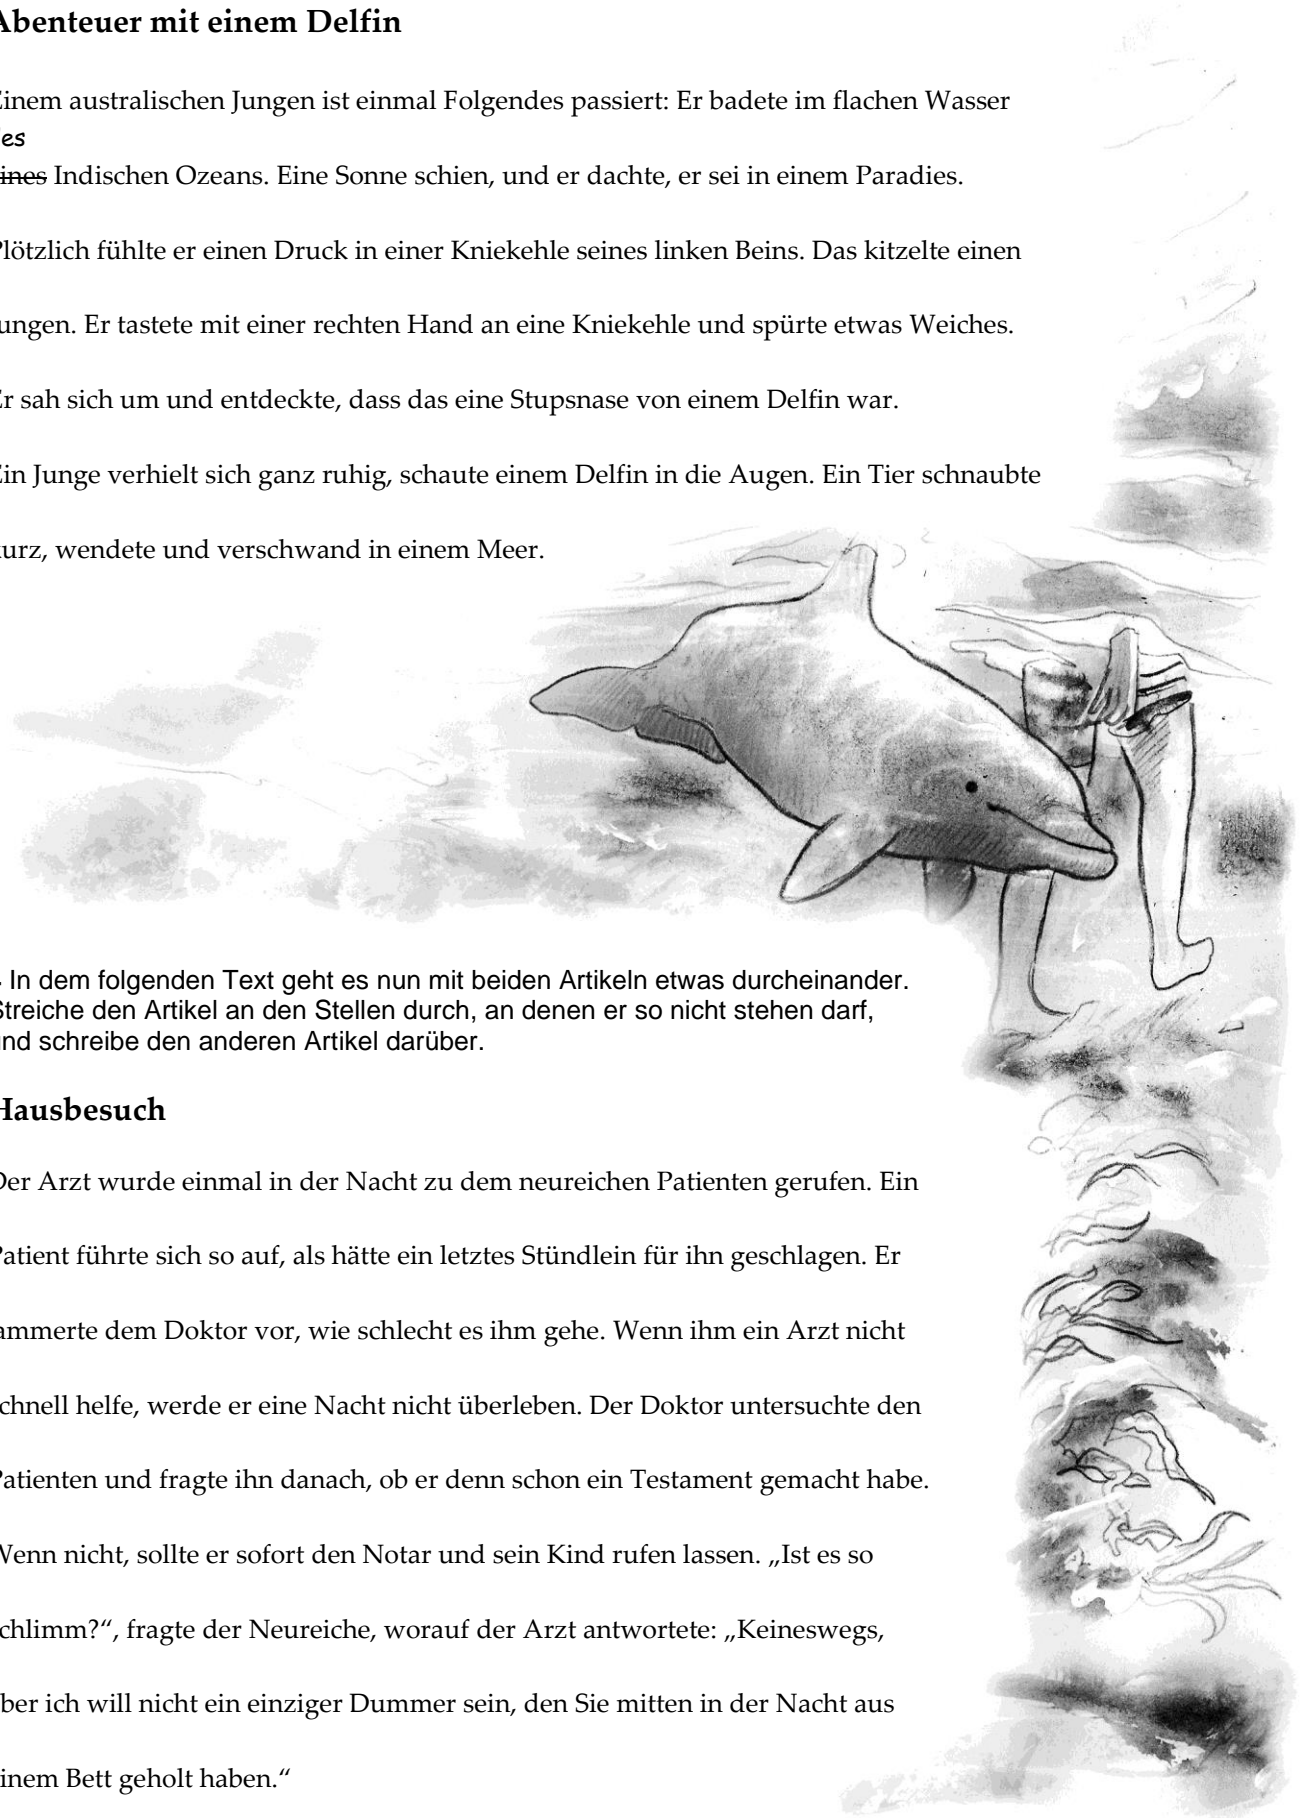 Abenteuer mit einem Delfin
Einem australischen Jungen ist einmal Folgendes passiert: Er badete im flachen Wasser
des
eines Indischen Ozeans. Eine Sonne schien, und er dachte, er sei in einem Paradies.
Plötzlich fühlte er einen Druck in einer Kniekehle seines linken Beins. Das kitzelte einen
Jungen. Er tastete mit einer rechten Hand an eine Kniekehle und spürte etwas Weiches.
Er sah sich um und entdeckte, dass das eine Stupsnase von einem Delfin war.
Ein Junge verhielt sich ganz ruhig, schaute einem Delfin in die Augen. Ein Tier schnaubte
kurz, wendete und verschwand in einem Meer.
In dem folgenden Text geht es nun mit beiden Artikeln etwas durcheinander.
Streiche den Artikel an den Stellen durch, an denen er so nicht stehen darf,
und schreibe den anderen Artikel darüber.
Hausbesuch
Der Arzt wurde einmal in der Nacht zu dem neureichen Patienten gerufen. Ein
Patient führte sich so auf, als hätte ein letztes Stündlein für ihn geschlagen. Er
jammerte dem Doktor vor, wie schlecht es ihm gehe. Wenn ihm ein Arzt nicht
schnell helfe, werde er eine Nacht nicht überleben. Der Doktor untersuchte den
Patienten und fragte ihn danach, ob er denn schon ein Testament gemacht habe.
Wenn nicht, sollte er sofort den Notar und sein Kind rufen lassen. „Ist es so
schlimm?“, fragte der Neureiche, worauf der Arzt antwortete: „Keineswegs,
aber ich will nicht ein einziger Dummer sein, den Sie mitten in der Nacht aus
einem Bett geholt haben.“